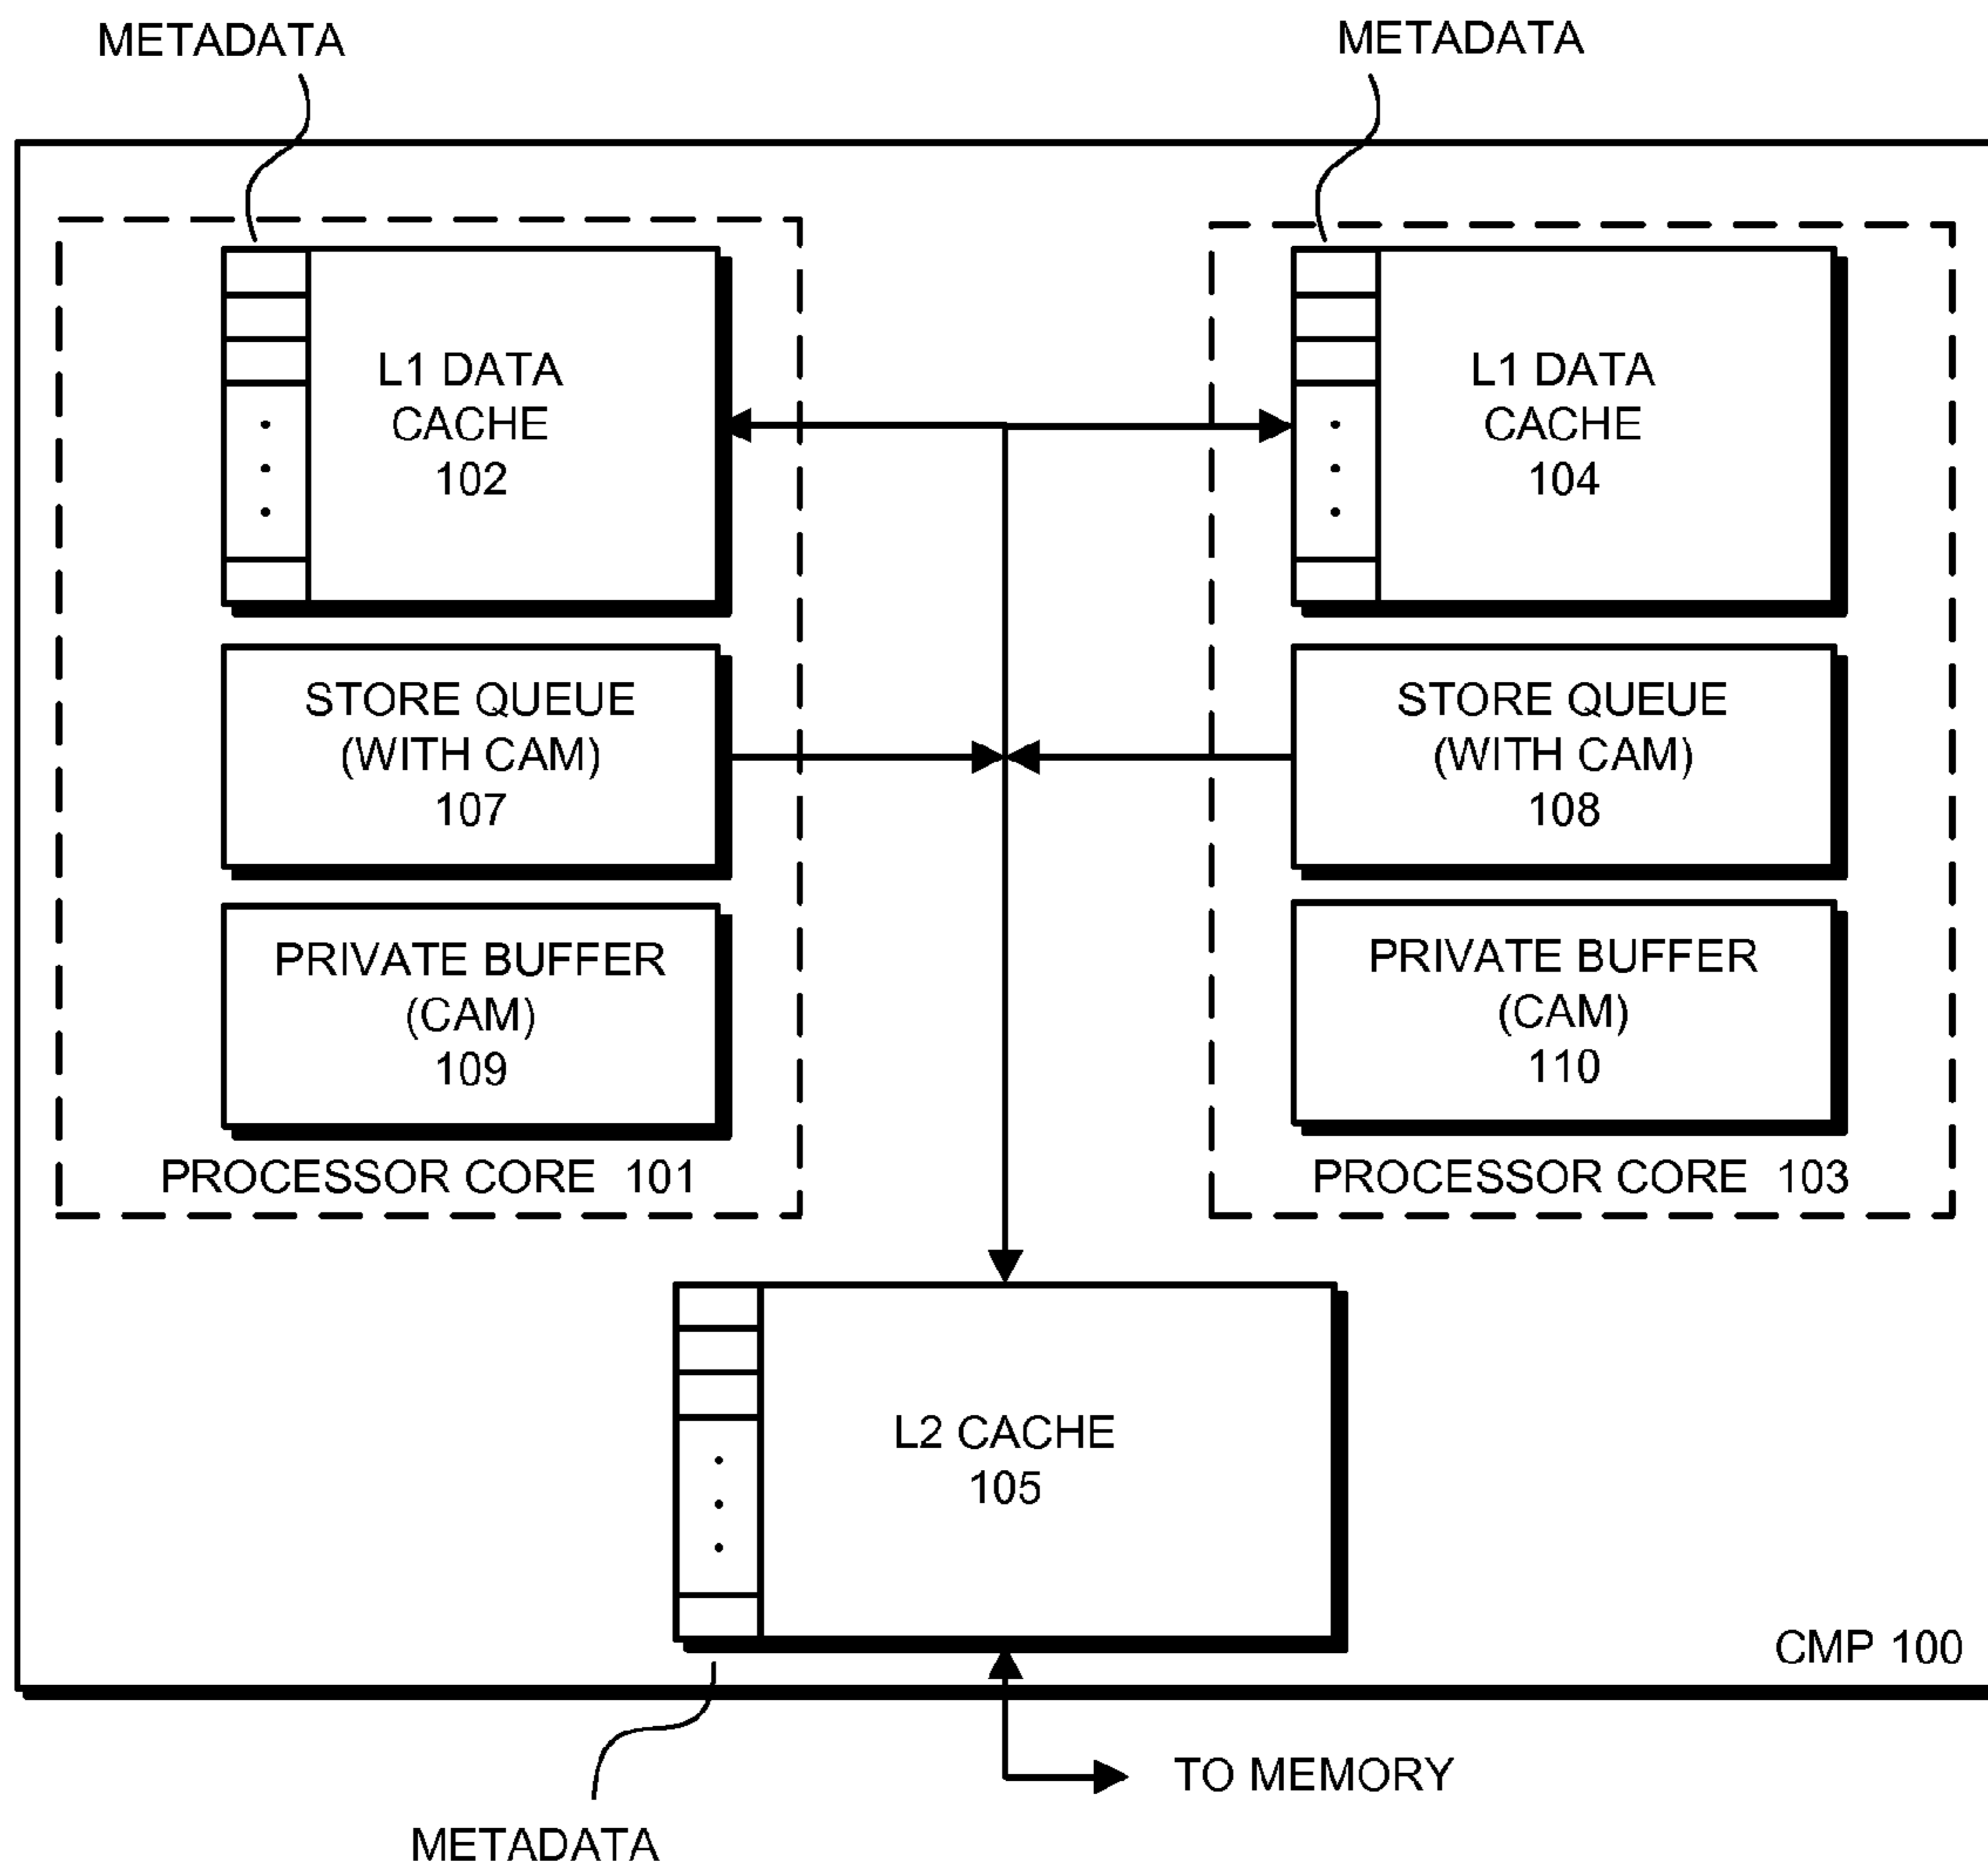 METADATA
METADATA
L1 DATA
CACHE
102
L1 DATA
CACHE
104
STORE QUEUE
(WITH CAM)
107
STORE QUEUE
(WITH CAM)
108
PRIVATE BUFFER
(CAM)
109
PRIVATE BUFFER
(CAM)
110
PROCESSOR CORE 101
PROCESSOR CORE 103
L2 CACHE
105
CMP 100
TO MEMORY
METADATA